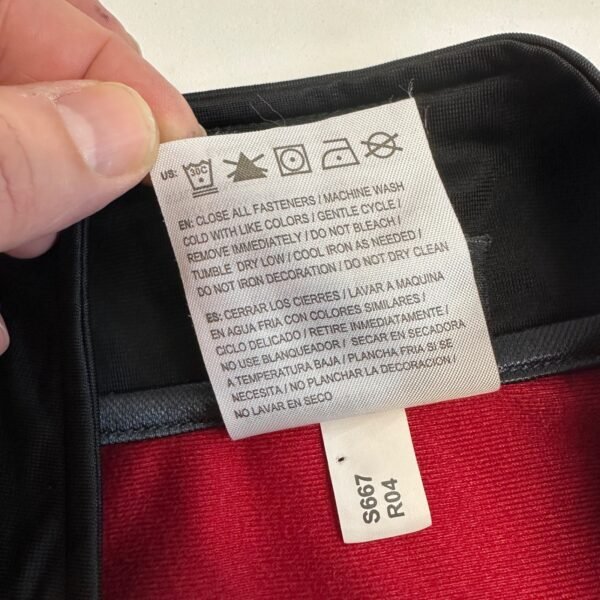 US: 30C
EN: CLOSE ALL FASTENERS / MACHINE WASH
COLD WITH LIKE COLORS / GENTLE CYCLE /
REMOVE IMMEDIATELY / DO NOT BLEACH /
TUMBLE DRY LOW / COOL IRON AS NEEDED /
DO NOT IRON DECORATION / DO NOT DRY CLEAN
ES: CERRAR LOS CIERRES / LAVAR A MAQUINA
EN AGUA FRIA CON COLORES SIMILARES /
CICLO DELICADO / RETIRE INMEDIATAMENTE /
NO USE BLANQUEADOR / SECAR EN SECADORA
A TEMPERATURA BAJA / PLANCHA FRIA SI SE
NECESITA / NO PLANCHAR LA DECORACION /
NO LAVAR EN SECO
S667
R04